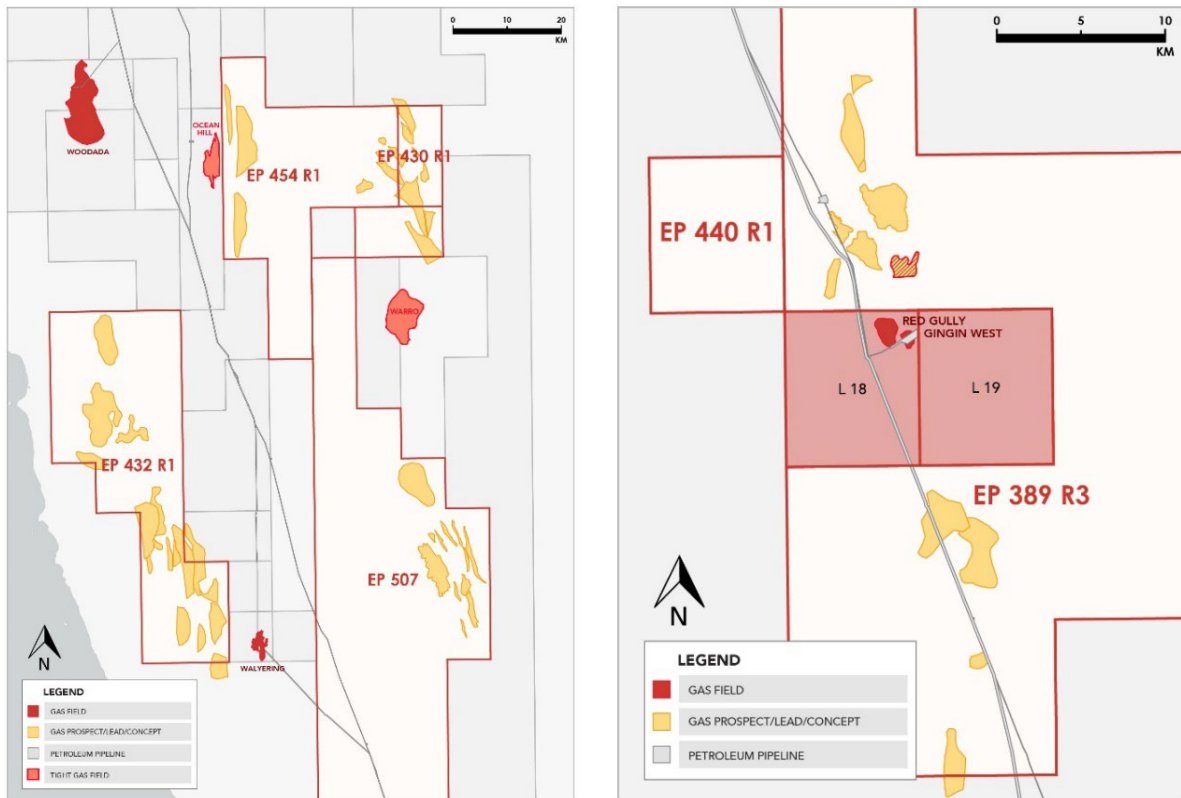 0 20
KM
WOODADA
OCEAN
HILL
EP 454 R1
EP 430 R1
WARRO
EP 432 R1
EP 507
WALYERING
N
LEGEND
GAS FIELD
GAS PROSPECT/LEAD/CONCEPT
PETROLEUM PIPELINE
TIGHT GAS FIELD
0 5 10
KM
EP 440 R1
RED GULLY
GINGIN WEST
L 18
L 19
EP 389 R3
N
LEGEND
GAS FIELD
GAS PROSPECT/LEAD/CONCEPT
PETROLEUM PIPELINE